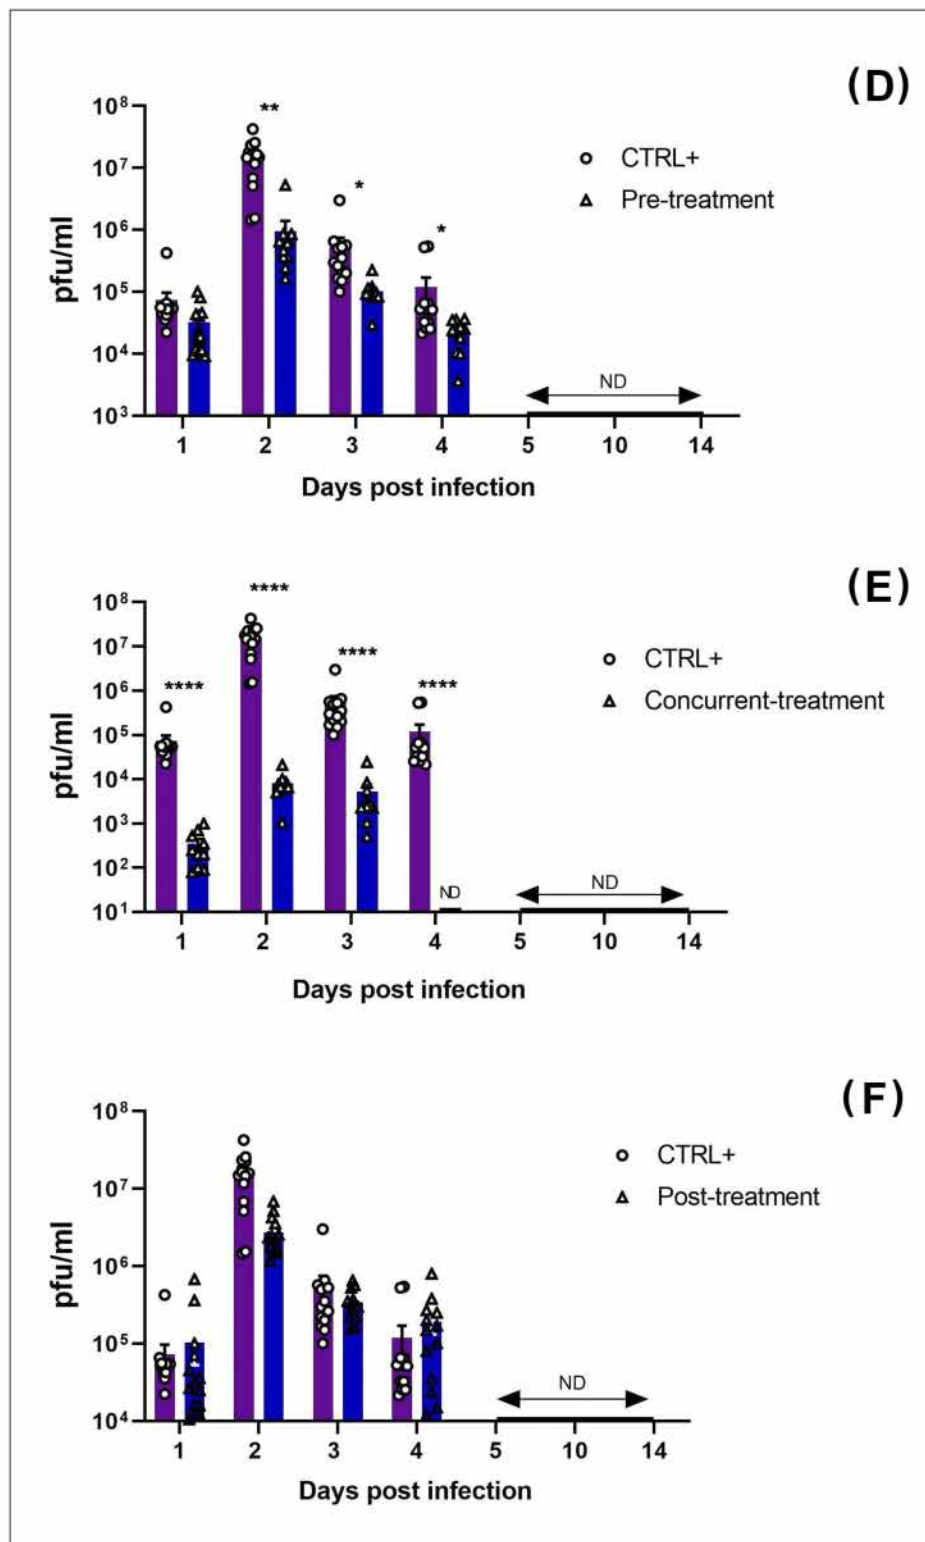 (D)
10⁸
**
10⁷
CTRL+
*
Pre-treatment
10⁶
*
pfu/ml
10⁵
10⁴
ND
10³
1 2 3 4 5 10 14
Days post infection
(E)
10⁸
****
10⁷
****
CTRL+
10⁶
****
****
Concurrent-treatment
10⁵
pfu/ml
10⁴
10³
10²
ND
ND
10¹
1 2 3 4 5 10 14
Days post infection
(F)
10⁸
CTRL+
10⁷
Post-treatment
pfu/ml
10⁶
10⁵
ND
10⁴
1 2 3 4 5 10 14
Days post infection